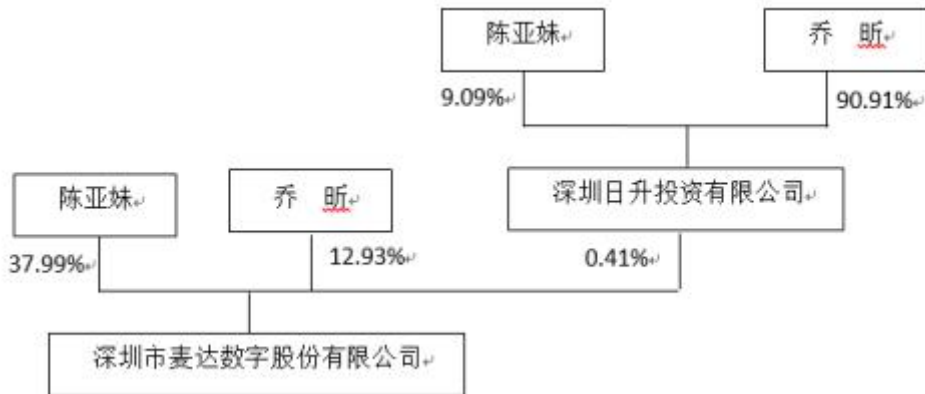 陈亚妹
乔 昕
9.09%
90.91%
深圳日升投资有限公司
陈亚妹
乔 昕
37.99%
12.93%
0.41%
深圳市麦达数字股份有限公司